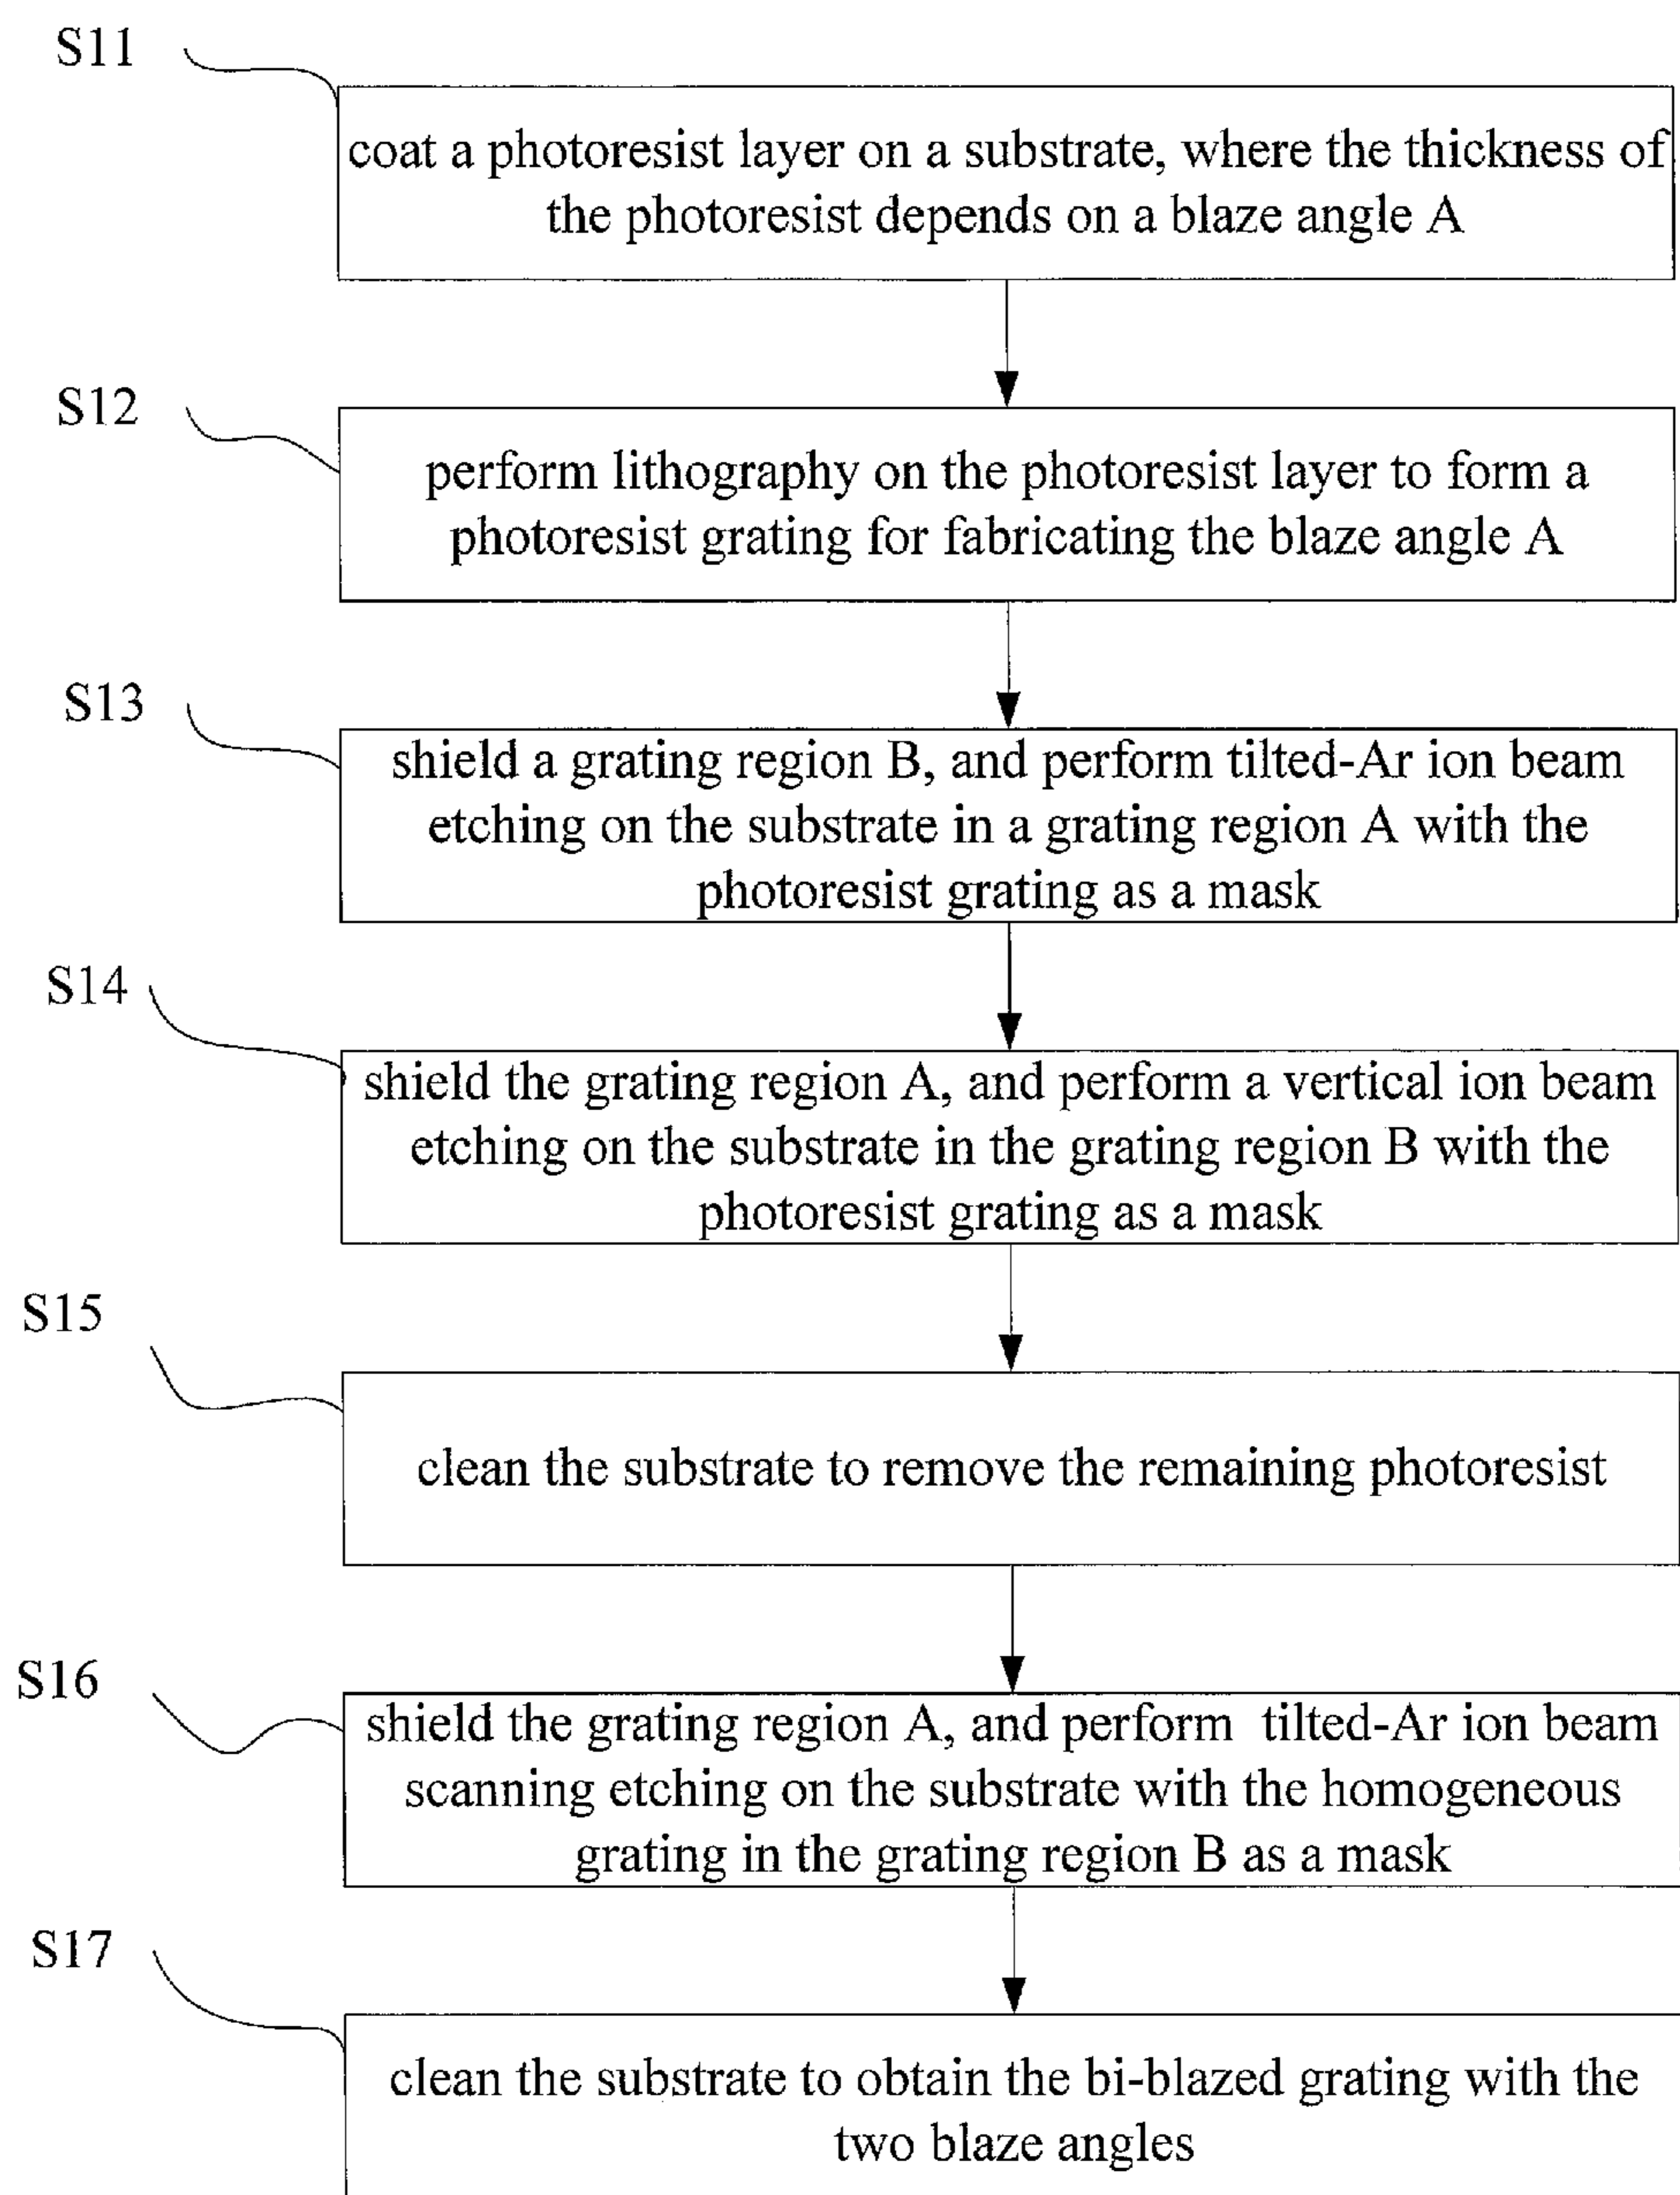 S11
coat a photoresist layer on a substrate, where the thickness of
the photoresist depends on a blaze angle A
S12
perform lithography on the photoresist layer to form a
photoresist grating for fabricating the blaze angle A
S13
shield a grating region B, and perform tilted-Ar ion beam
etching on the substrate in a grating region A with the
photoresist grating as a mask
S14
shield the grating region A, and perform a vertical ion beam
etching on the substrate in the grating region B with the
photoresist grating as a mask
S15
clean the substrate to remove the remaining photoresist
S16
shield the grating region A, and perform tilted-Ar ion beam
scanning etching on the substrate with the homogeneous
grating in the grating region B as a mask
S17
clean the substrate to obtain the bi-blazed grating with the
two blaze angles